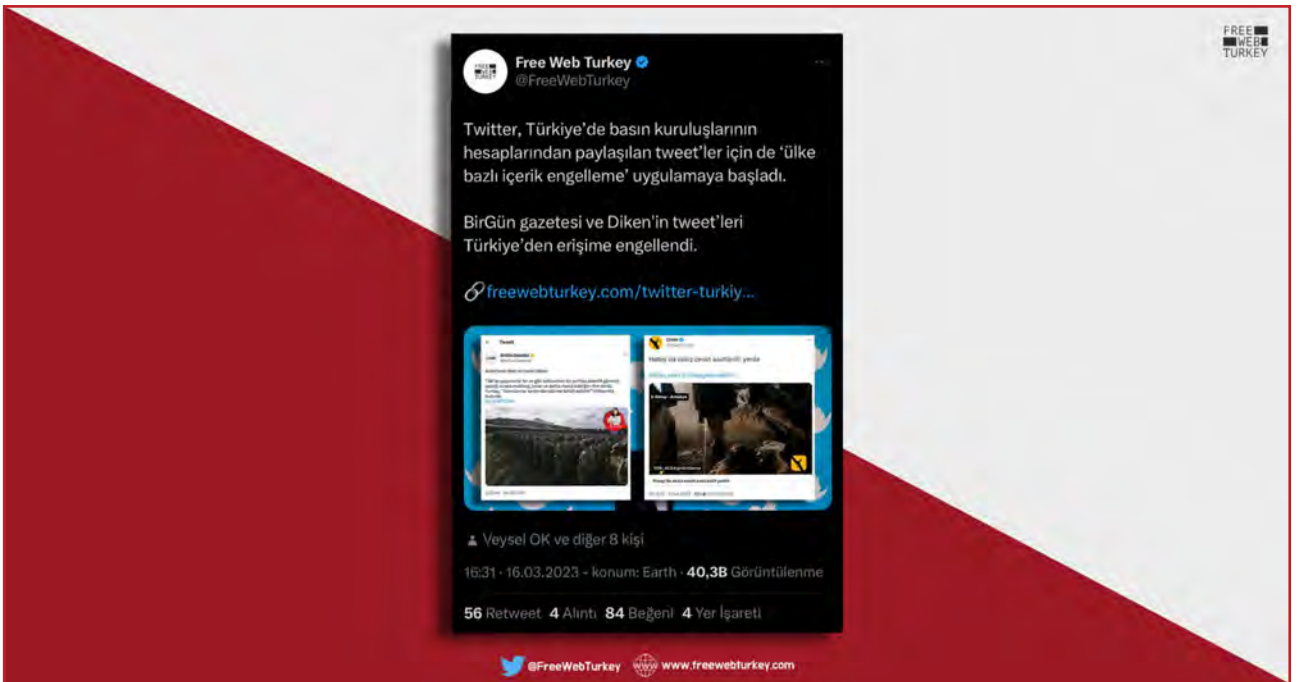 FREE
WEB
TURKEY
Free Web Turkey
@FreeWebTurkey
Twitter, Türkiye'de basın kuruluşlarının
hesaplarından paylaşılan tweet'ler için de 'ülke
bazlı içerik engelleme' uygulamaya başladı.
BirGün gazetesi ve Diken'in tweet'leri
Türkiye'den erişime engellendi.
freewebturkey.com/twitter-turkiy...
Tweet
Veysel OK ve diğer 8 kişi
16:31 · 16.03.2023 - konum: Earth · 40,3B Görüntülenme
56 Retweet 4 Alıntı 84 Beğeni 4 Yer İşareti
@FreeWebTurkey www.freewebturkey.com